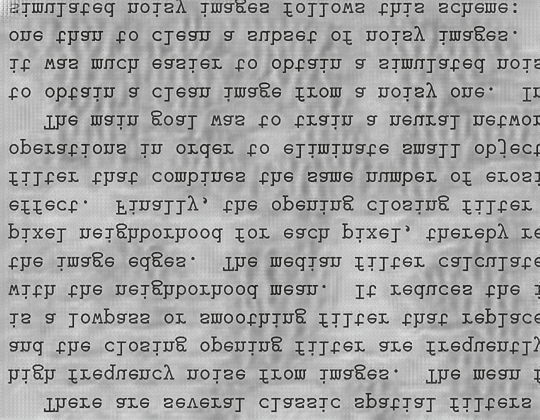 There are several classic spatial filters
high frequency noise from images. The mean f
and the closing opening filter are frequently
is a lowpass or smoothing filter that replace
with the neighborhood mean. It reduces the i
the image edges. The median filter calculate
pixel neighborhood for each pixel, thereby re
effect. Finally, the opening closing filter
filter that combines the same number of erosi
operations in order to eliminate small object
The main goal was to train a neural networ
to obtain a clean image from a noisy one. In
it was much easier to obtain a simulated nois
one than to clean a subset of noisy images.
simulated noisy images follows this scheme: